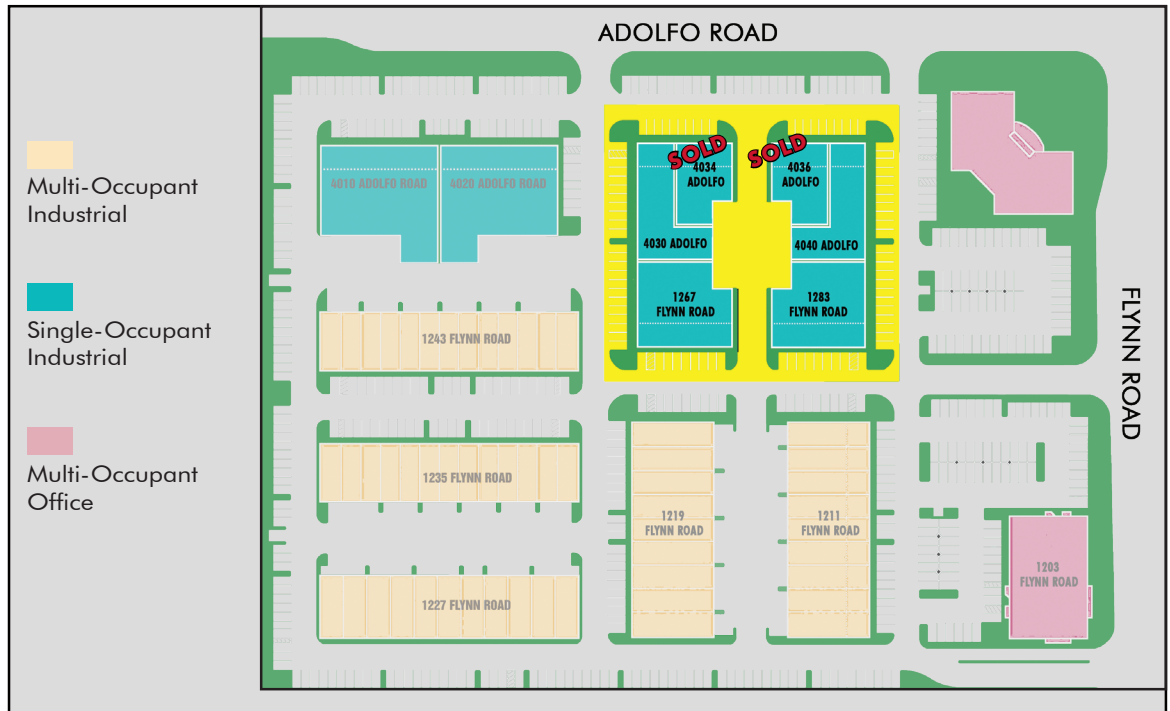 ADOLFO ROAD
Multi-Occupant
Industrial
Single-Occupant
Industrial
Multi-Occupant
Office
4010 ADOLFO ROAD
4020 ADOLFO ROAD
SOLD
4034
ADOLFO
SOLD
4036
ADOLFO
4030 ADOLFO
4040 ADOLFO
1267
FLYNN ROAD
1283
FLYNN ROAD
FLYNN ROAD
1243 FLYNN ROAD
1235 FLYNN ROAD
1227 FLYNN ROAD
1219
FLYNN ROAD
1211
FLYNN ROAD
1203
FLYNN ROAD